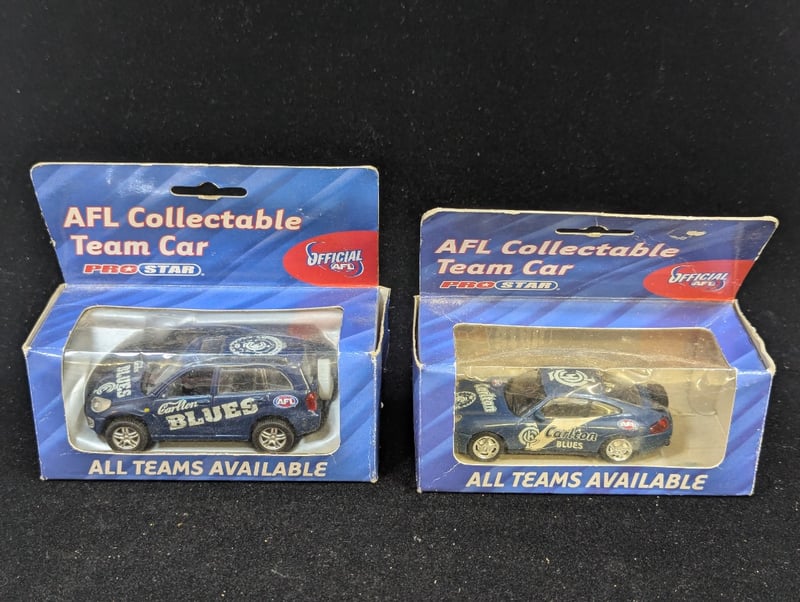 AFL Collectable
Team Car
PRO STAR
OFFICIAL
AFL
BLUES
Carlton
BLUES
AFL
ALL TEAMS AVAILABLE
AFL Collectable
Team Car
PRO STAR
OFFICIAL
AFL
Carlton
Carlton
BLUES
ALL TEAMS AVAILABLE